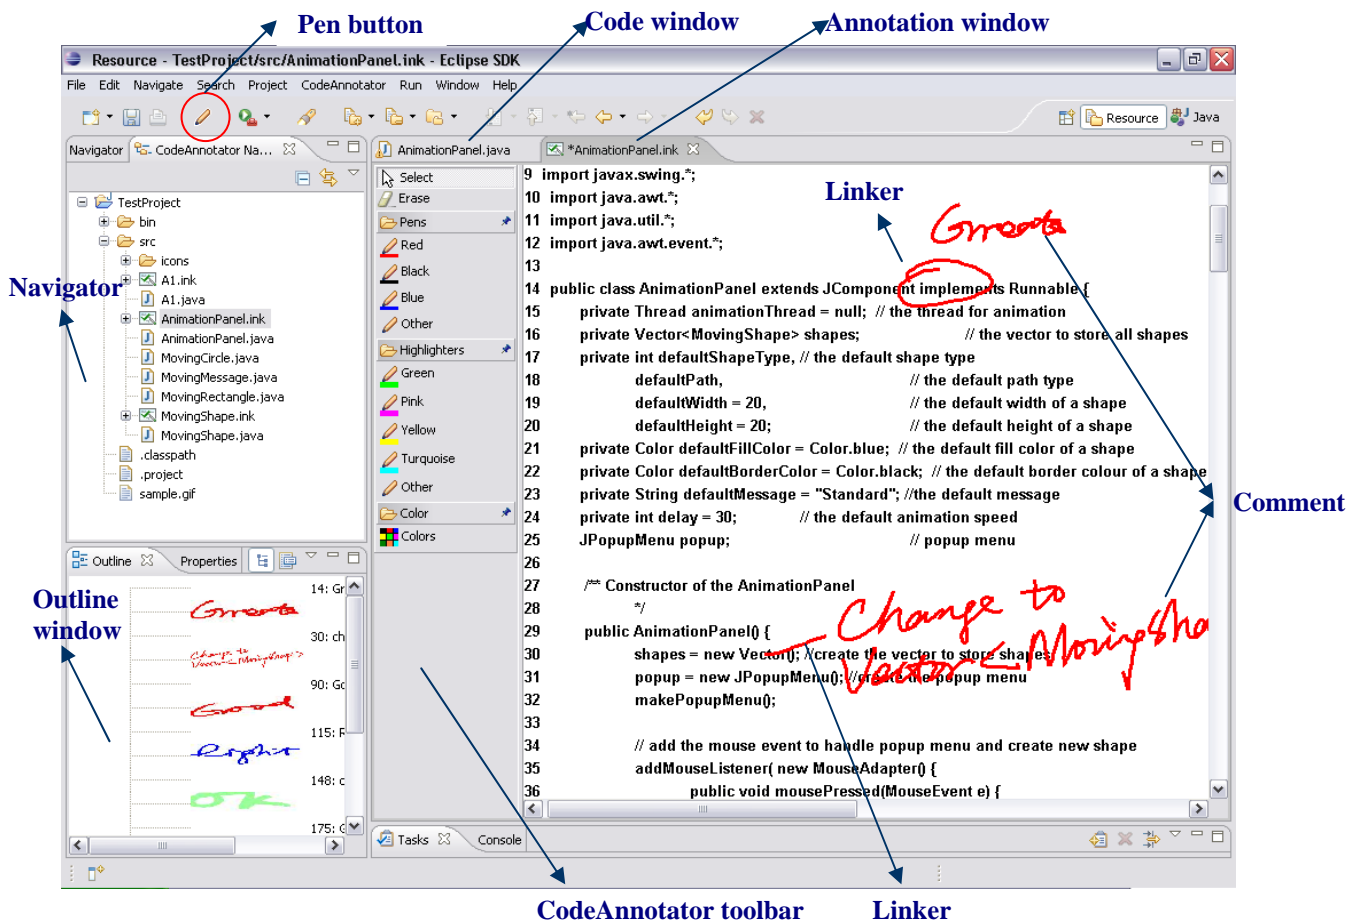 Pen button
Code window
Annotation window
Resource - TestProject/src/AnimationPanel.ink - Eclipse SDK
File Edit Navigate Search Project CodeAnnotator Run Window Help
Resource
Java
Navigator
CodeAnnotator Na...
TestProject
bin
src
icons
A1.ink
A1.java
AnimationPanel.ink
AnimationPanel.java
MovingCircle.java
MovingMessage.java
MovingRectangle.java
MovingShape.ink
MovingShape.java
.classpath
.project
sample.gif
Navigator
Outline
Properties
14: Gr
Great
30: ch
Change to
Vector<MovingShape>
90: Go
Good
115: R
Right
148: o
OK
175: G
Outline
window
AnimationPanel.java
*AnimationPanel.ink
Select
Erase
Pens
Red
Black
Blue
Other
Highlighters
Green
Pink
Yellow
Turquoise
Other
Color
Colors
9 import javax.swing.*;
10 import java.awt.*;
11 import java.util.*;
12 import java.awt.event.*;
13
14 public class AnimationPanel extends JComponent implements Runnable {
15 private Thread animationThread = null; // the thread for animation
16 private Vector<MovingShape> shapes; // the vector to store all shapes
17 private int defaultShapeType, // the default shape type
18 defaultPath, // the default path type
19 defaultWidth = 20, // the default width of a shape
20 defaultHeight = 20; // the default height of a shape
21 private Color defaultFillColor = Color.blue; // the default fill color of a shape
22 private Color defaultBorderColor = Color.black; // the default border colour of a shape
23 private String defaultMessage = "Standard"; //the default message
24 private int delay = 30; // the default animation speed
25 JPopupMenu popup; // popup menu
26
27 /** Constructor of the AnimationPanel
28 */
29 public AnimationPanel() {
30 shapes = new Vector(); //create the vector to store shapes
31 popup = new JPopupMenu(); //create the popup menu
32 makePopupMenu();
33
34 // add the mouse event to handle popup menu and create new shape
35 addMouseListener( new MouseAdapter() {
36 public void mousePressed(MouseEvent e) {
Linker
Great
Comment
Change to
Vector<MovingSha
Tasks
Console
CodeAnnotator toolbar
Linker